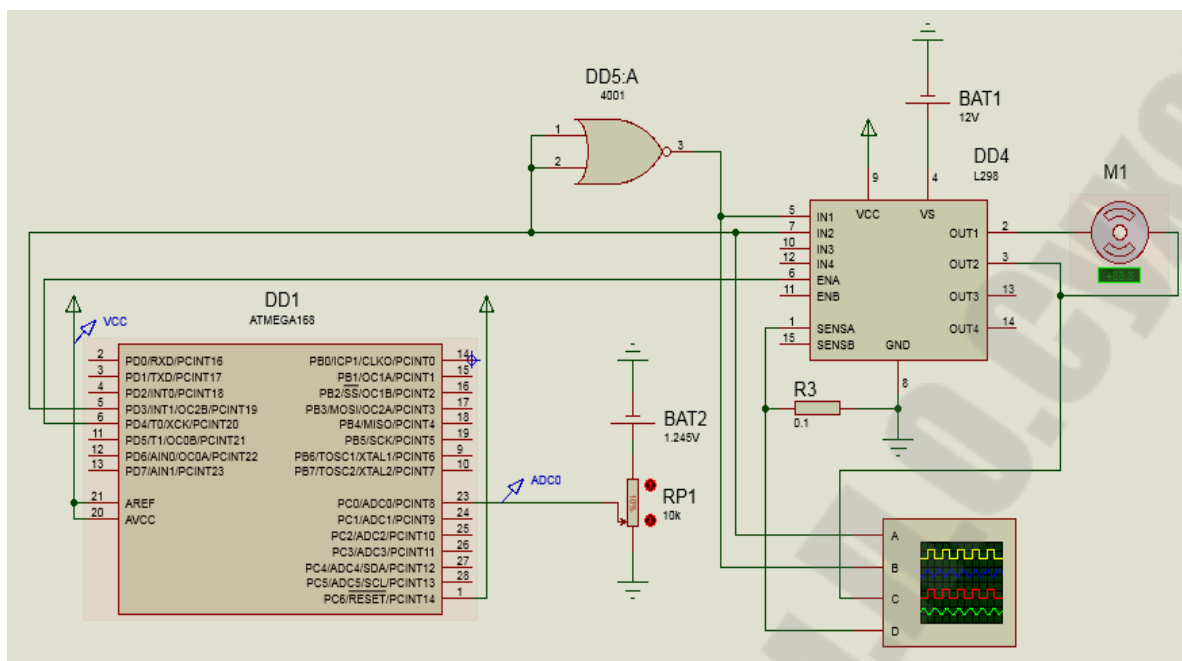 DD5:A
4001
1
2
3
BAT1
12V
DD4
L298
M1
9
4
VCC
VS
5
IN1
7
IN2
10
IN3
12
IN4
6
ENA
11
ENB
1
SENSA
15
SENSB
OUT1
2
OUT2
3
OUT3
13
OUT4
14
GND
8
R3
0.1
DD1
ATMEGA168
VCC
2
PD0/RXD/PCINT16
3
PD1/TXD/PCINT17
4
PD2/INT0/PCINT18
5
PD3/INT1/OC2B/PCINT19
6
PD4/T0/XCK/PCINT20
11
PD5/T1/OC0B/PCINT21
12
PD6/AIN0/OC0A/PCINT22
13
PD7/AIN1/PCINT23
21
AREF
20
AVCC
PB0/ICP1/CLKO/PCINT0
14
PB1/OC1A/PCINT1
15
PB2/SS/OC1B/PCINT2
16
PB3/MOSI/OC2A/PCINT3
17
PB4/MISO/PCINT4
18
PB5/SCK/PCINT5
19
PB6/TOSC1/XTAL1/PCINT6
9
PB7/TOSC2/XTAL2/PCINT7
10
PC0/ADC0/PCINT8
23
PC1/ADC1/PCINT9
24
PC2/ADC2/PCINT10
25
PC3/ADC3/PCINT11
26
PC4/ADC4/SDA/PCINT12
27
PC5/ADC5/SCL/PCINT13
28
PC6/RESET/PCINT14
1
ADC0
BAT2
1.245V
RP1
10k
10%
A
B
C
D